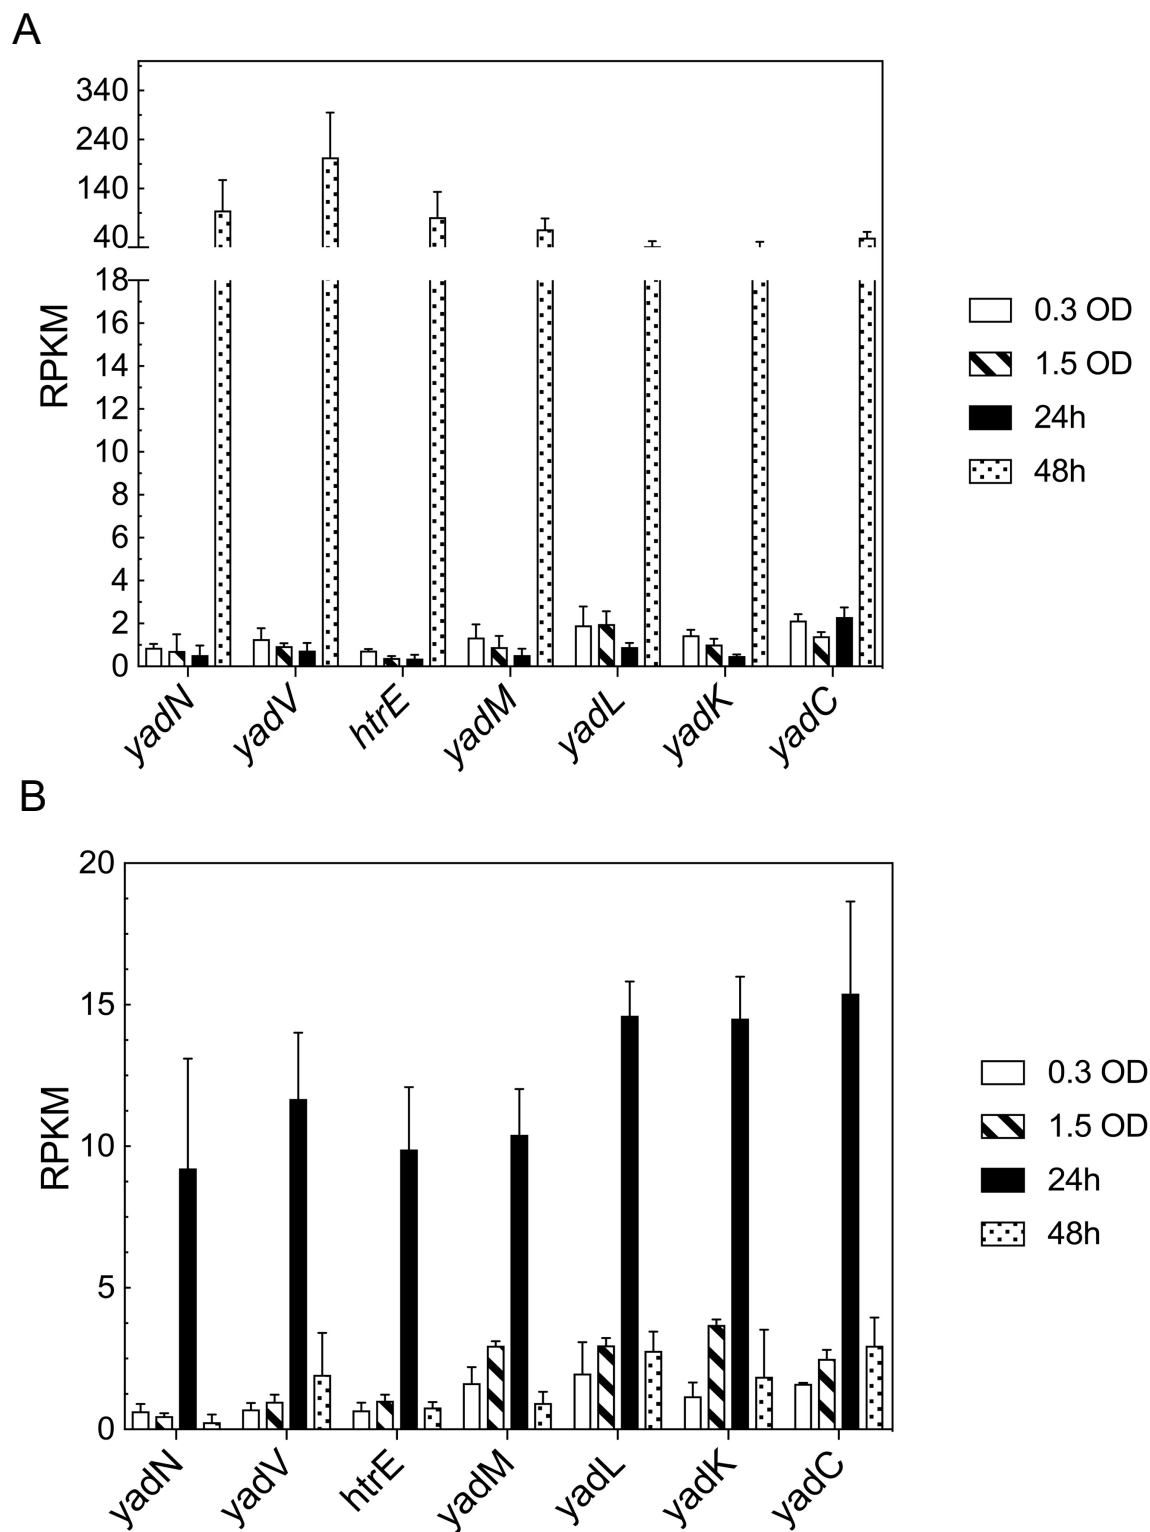 A
RPKM
340
240
140
40
18
16
14
12
10
8
6
4
2
0
yadN
yadV
htrE
yadM
yadL
yadK
yadC
0.3 OD
1.5 OD
24h
48h
B
RPKM
20
15
10
5
0
yadN
yadV
htrE
yadM
yadL
yadK
yadC
0.3 OD
1.5 OD
24h
48h